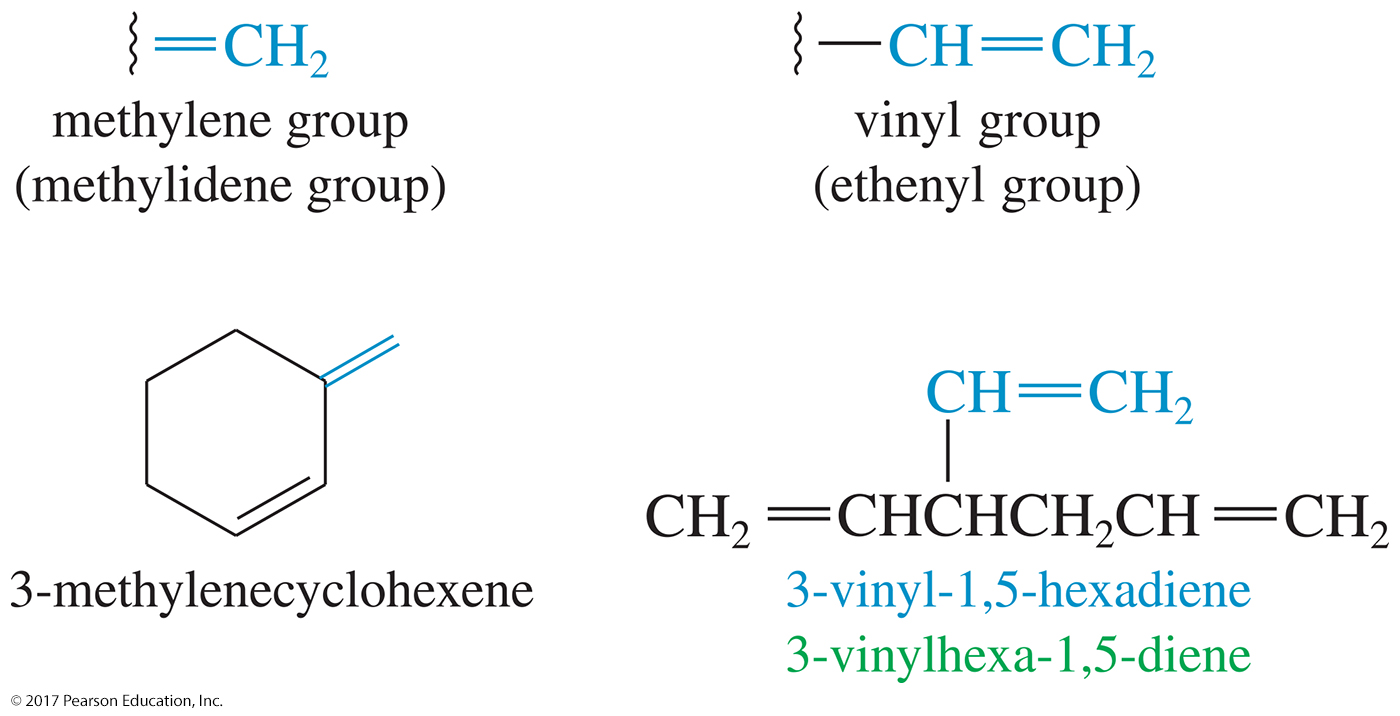 =CH₂
methylene group
(methylidene group)
—CH=CH₂
vinyl group
(ethenyl group)
3-methylenecyclohexene
CH=CH₂
CH₂=CHCHCH₂CH=CH₂
3-vinyl-1,5-hexadiene
3-vinylhexa-1,5-diene
© 2017 Pearson Education, Inc.